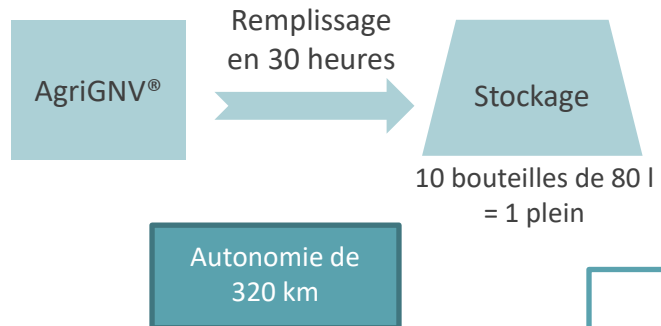 Remplissage
en 30 heures
AgriGNV®
Stockage
10 bouteilles de 80 l
= 1 plein
Autonomie de
320 km